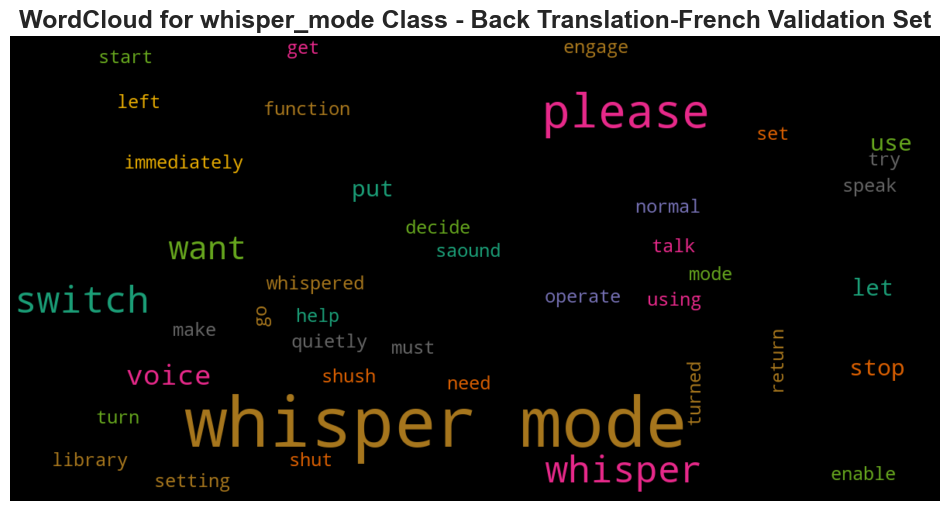 WordCloud for whisper_mode Class - Back Translation-French Validation Set
get
engage
start
left
function
please
set
use
immediately
try
put
speak
normal
decide
want
saound
talk
mode
whispered
let
switch
operate
using
go
help
make
quietly
must
return
voice
shush
need
turned
stop
whisper mode
turn
library
shut
whisper
setting
enable